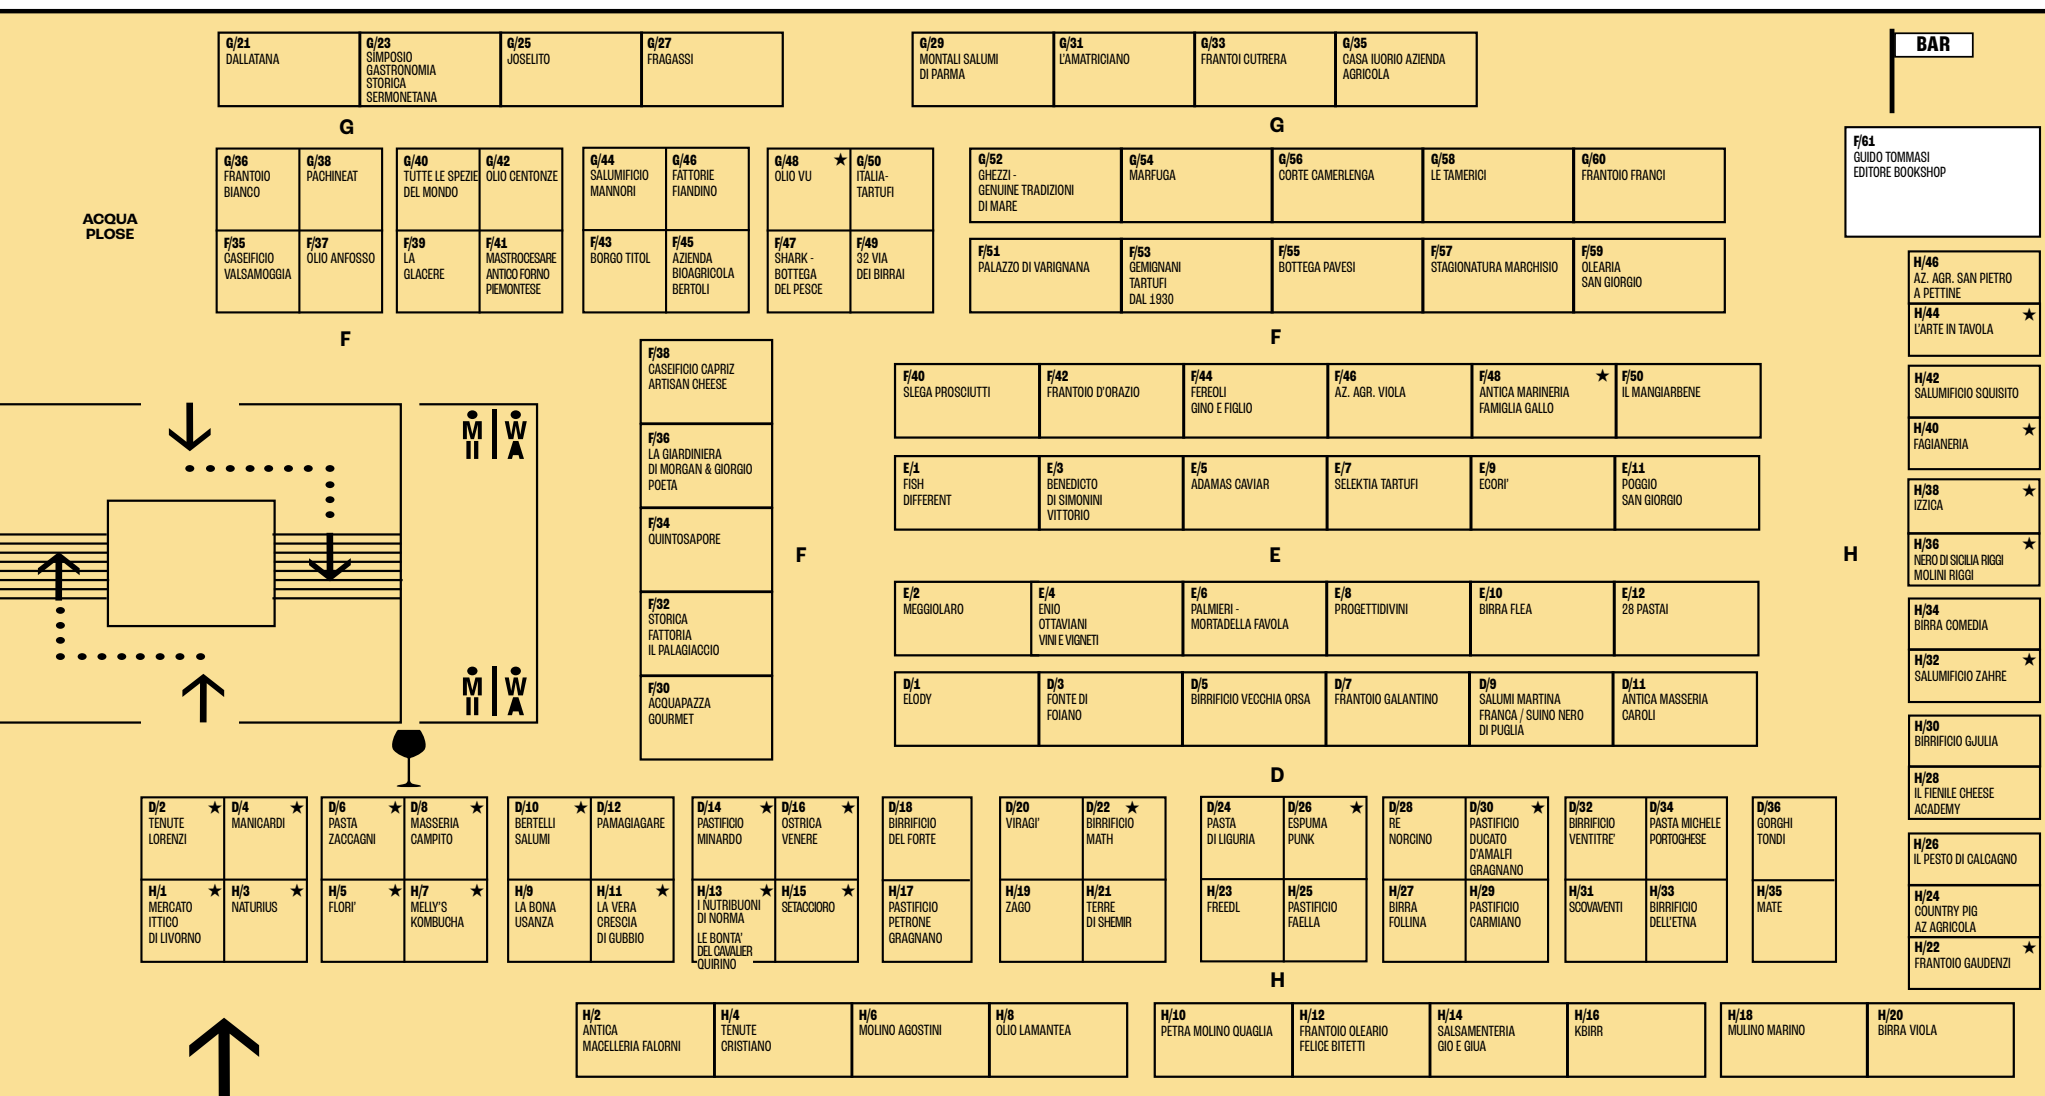 G/21
DALLATANA
G/23
SIMPOSIO
GASTRONOMIA
STORICA
SERMONETANA
G/25
JOSELITO
G/27
FRAGASSI
G/29
MONTALI SALUMI
DI PARMA
G/31
L'AMATRICIANO
G/33
FRANTOI CUTRERA
G/35
CASA IUORIO AZIENDA
AGRICOLA
BAR
G
G
F/61
GUIDO TOMMASI
EDITORE BOOKSHOP
ACQUA
PLOSE
G/36
FRANTOIO
BIANCO
G/38
PACHINEAT
G/40
TUTTE LE SPEZIE
DEL MONDO
G/42
OLIO CENTONZE
G/44
SALUMIFICIO
MANNORI
G/46
FATTORIE
FIANDINO
G/48 ★
OLIO VU
G/50
ITALIA-
TARTUFI
G/52
GHEZZI -
GENUINE TRADIZIONI
DI MARE
G/54
MARFUGA
G/56
CORTE CAMERLENGA
G/58
LE TAMERICI
G/60
FRANTOIO FRANCI
F/35
CASEIFICIO
VALSAMOGGIA
F/37
OLIO ANFOSSO
F/39
LA
GLACERE
F/41
MASTROCESARE
ANTICO FORNO
PIEMONTESE
F/43
BORGO TITOL
F/45
AZIENDA
BIOAGRICOLA
BERTOLI
F/47
SHARK -
BOTTEGA
DEL PESCE
F/49
32 VIA
DEI BIRRAI
F/51
PALAZZO DI VARIGNANA
F/53
GEMIGNANI
TARTUFI
DAL 1930
F/55
BOTTEGA PAVESI
F/57
STAGIONATURA MARCHISIO
F/59
OLEARIA
SAN GIORGIO
F
F
F/38
CASEIFICIO CAPRIZ
ARTISAN CHEESE
F/36
LA GIARDINIERA
DI MORGAN & GIORGIO
POETA
F/34
QUINTOSAPORE
F/32
STORICA
FATTORIA
IL PALAGIACCIO
F/30
ACQUAPAZZA
GOURMET
M W
M W
F
F/40
SLEGA PROSCIUTTI
F/42
FRANTOIO D'ORAZIO
F/44
FEREOLI
GINO E FIGLIO
F/46
AZ. AGR. VIOLA
F/48 ★
ANTICA MARINERIA
FAMIGLIA GALLO
F/50
IL MANGIARBENE
E/1
FISH
DIFFERENT
E/3
BENEDICTO
DI SIMONINI
VITTORIO
E/5
ADAMAS CAVIAR
E/7
SELEKTIA TARTUFI
E/9
ECORI'
E/11
POGGIO
SAN GIORGIO
E
E/2
MEGGIOLARO
E/4
ENIO
OTTAVIANI
VINI E VIGNETI
E/6
PALMIERI -
MORTADELLA FAVOLA
E/8
PROGETTIDIVINI
E/10
BIRRA FLEA
E/12
28 PASTAI
D/1
ELODY
D/3
FONTE DI
FOIANO
D/5
BIRRIFICIO VECCHIA ORSA
D/7
FRANTOIO GALANTINO
D/9
SALUMI MARTINA
FRANCA / SUINO NERO
DI PUGLIA
D/11
ANTICA MASSERIA
CAROLI
D
H
H/46
AZ. AGR. SAN PIETRO
A PETTINE
H/44 ★
L'ARTE IN TAVOLA
H/42
SALUMIFICIO SQUISITO
H/40 ★
FAGIANERIA
H/38 ★
IZZICA
H/36 ★
NERO DI SICILIA RIGGI
MOLINI RIGGI
H/34
BIRRA COMEDIA
H/32 ★
SALUMIFICIO ZAHRE
H/30
BIRRIFICIO GJULIA
H/28
IL FIENILE CHEESE
ACADEMY
H/26
IL PESTO DI CALCAGNO
H/24
COUNTRY PIG
AZ AGRICOLA
H/22 ★
FRANTOIO GAUDENZI
D/2 ★
TENUTE
LORENZI
D/4 ★
MANICARDI
D/6 ★
PASTA
ZACCAGNI
D/8 ★
MASSERIA
CAMPITO
D/10 ★
BERTELLI
SALUMI
D/12
PAMAGIAGARE
D/14 ★
PASTIFICIO
MINARDO
D/16 ★
OSTRICA
VENERE
D/18
BIRRIFICIO
DEL FORTE
D/20
VIRAGI'
D/22 ★
BIRRIFICIO
MATH
D/24
PASTA
DI LIGURIA
D/26 ★
ESPUMA
PUNK
D/28
RE
NORCINO
D/30 ★
PASTIFICIO
DUCATO
D'AMALFI
GRAGNANO
D/32
BIRRIFICIO
VENTITRE'
D/34
PASTA MICHELE
PORTOGHESE
D/36
GORGHI
TONDI
H/1 ★
MERCATO
ITTICO
DI LIVORNO
H/3 ★
NATURIUS
H/5 ★
FLORI'
H/7 ★
MELLY'S
KOMBUCHA
H/9
LA BONA
USANZA
H/11 ★
LA VERA
CRESCIA
DI GUBBIO
H/13 ★
I NUTRIBUONI
DI NORMA
LE BONTA'
DEL CAVALIER
QUIRINO
H/15 ★
SETACCIORO
H/17
PASTIFICIO
PETRONE
GRAGNANO
H/19
ZAGO
H/21
TERRE
DI SHEMIR
H/23
FREEDL
H/25
PASTIFICIO
FAELLA
H/27
BIRRA
FOLLINA
H/29
PASTIFICIO
CARMIANO
H/31
SCOVAVENTI
H/33
BIRRIFICIO
DELL'ETNA
H/35
MATE
H
H/2
ANTICA
MACELLERIA FALORNI
H/4
TENUTE
CRISTIANO
H/6
MOLINO AGOSTINI
H/8
OLIO LAMANTEA
H/10
PETRA MOLINO QUAGLIA
H/12
FRANTOIO OLEARIO
FELICE BITETTI
H/14
SALSAMENTERIA
GIO E GIUA
H/16
KBIRR
H/18
MULINO MARINO
H/20
BIRRA VIOLA